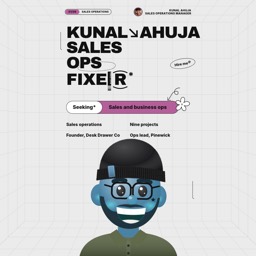 SALES OPERATIONS
KUNAL AHUJA
SALES OPERATIONS MANAGER
KUNAL↘AHUJA
SALES
OPS
FIXE[R]*
Hire me*
Seeking*
Sales and business ops
Sales operations
Nine projects
Founder, Desk Drawer Co
Ops lead, Pinewick